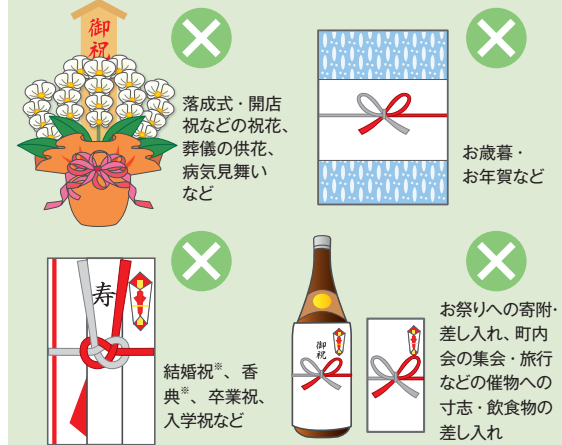 御祝
落成式・開店
祝などの祝花、
葬儀の供花、
病気見舞い
など
お歳暮・
お年賀など
寿
結婚祝※、香
典※、卒業祝、
入学祝など
御祝
お祭りへの寄附・
差し入れ、町内
会の集会・旅行
などの催物への
寸志・飲食物の
差し入れ